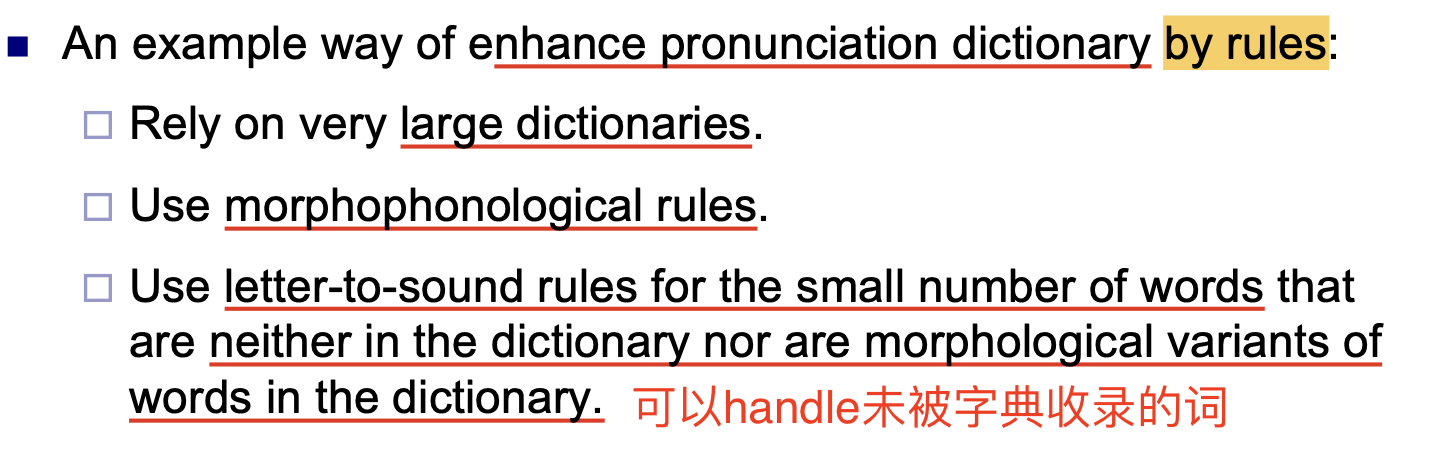 An example way of enhance pronunciation dictionary by rules:
Rely on very large dictionaries.
Use morphophonological rules.
Use letter-to-sound rules for the small number of words that
are neither in the dictionary nor are morphological variants of
words in the dictionary. 可以handle未被字典收录的词